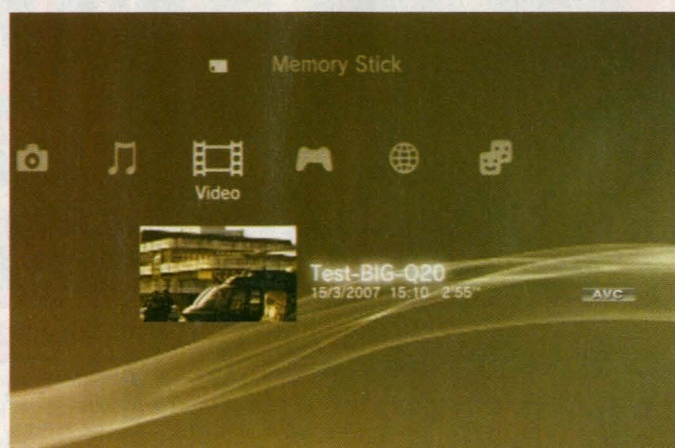 Memory Stick
Video
Test-BIG-Q20
15/3/2007 15:10 2'55"
AVC